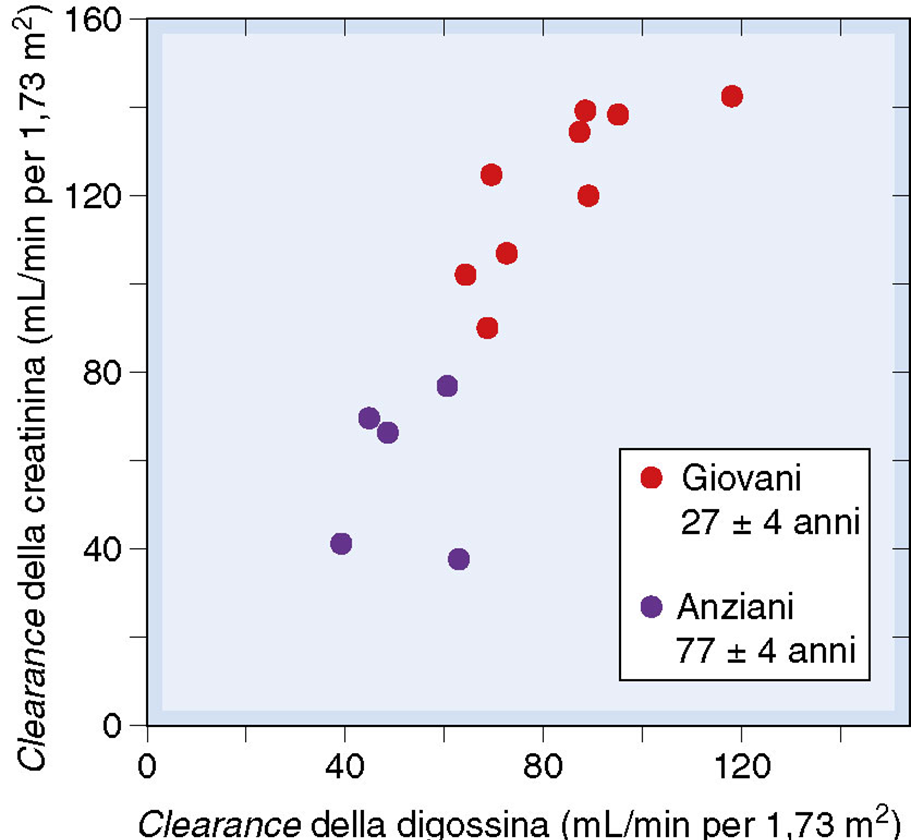 Clearance della creatinina (mL/min per 1,73 m²)
160
120
80
40
0
Giovani
27 ± 4 anni
Anziani
77 ± 4 anni
0 40 80 120
Clearance della digossina (mL/min per 1,73 m²)